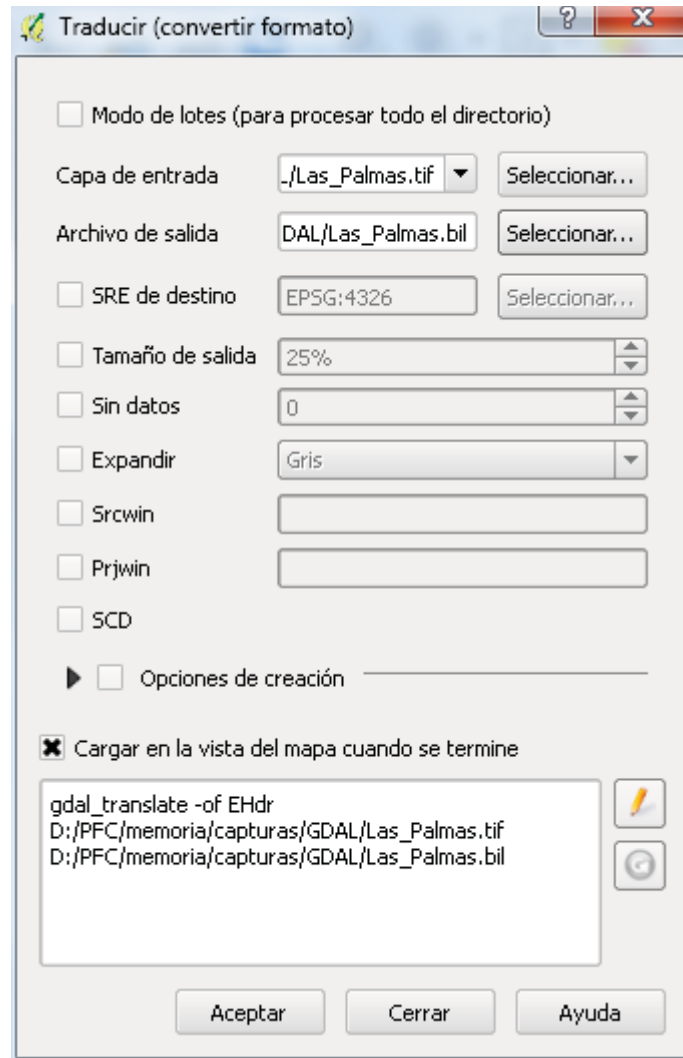 Traducir (convertir formato)
Modo de lotes (para procesar todo el directorio)
Capa de entrada ./Las_Palmas.tif Seleccionar...
Archivo de salida DAL/Las_Palmas.bil Seleccionar...
SRE de destino EPSG:4326 Seleccionar...
Tamaño de salida 25%
Sin datos 0
Expandir Gris
Srcwin
Prjwin
SCD
Opciones de creación
Cargar en la vista del mapa cuando se termine
gdal_translate -of EHdr
D:/PFC/memoria/capturas/GDAL/Las_Palmas.tif
D:/PFC/memoria/capturas/GDAL/Las_Palmas.bil
Aceptar Cerrar Ayuda